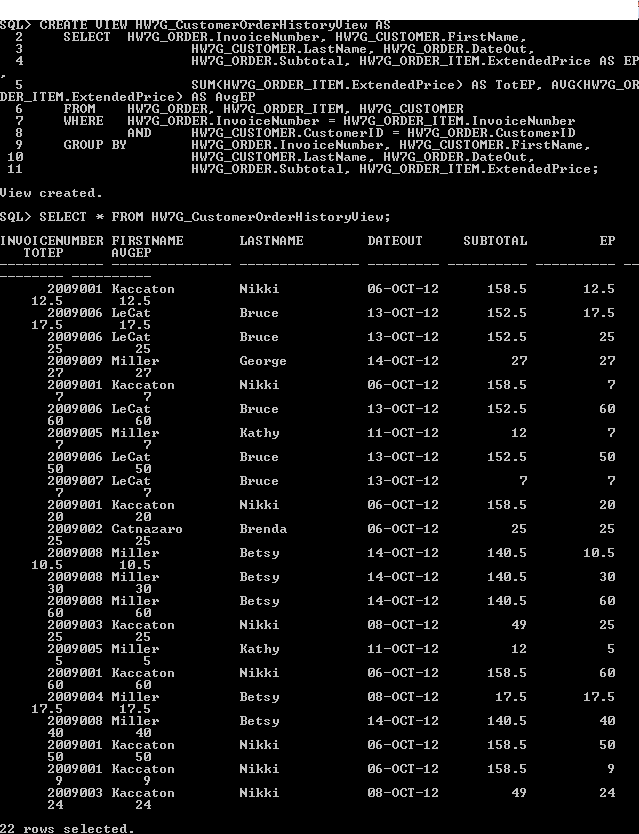 SQL> CREATE VIEW HW7G_CustomerOrderHistoryView AS
2 SELECT HW7G_ORDER.InvoiceNumber, HW7G_CUSTOMER.FirstName,
3 HW7G_CUSTOMER.LastName, HW7G_ORDER.DateOut,
4 HW7G_ORDER.Subtotal, HW7G_ORDER_ITEM.ExtendedPrice AS EP
,
5 SUM(HW7G_ORDER_ITEM.ExtendedPrice) AS TotEP, AVG(HW7G_OR
DER_ITEM.ExtendedPrice) AS AvgEP
6 FROM HW7G_ORDER, HW7G_ORDER_ITEM, HW7G_CUSTOMER
7 WHERE HW7G_ORDER.InvoiceNumber = HW7G_ORDER_ITEM.InvoiceNumber
8 AND HW7G_CUSTOMER.CustomerID = HW7G_ORDER.CustomerID
9 GROUP BY HW7G_ORDER.InvoiceNumber, HW7G_CUSTOMER.FirstName,
10 HW7G_CUSTOMER.LastName, HW7G_ORDER.DateOut,
11 HW7G_ORDER.Subtotal, HW7G_ORDER_ITEM.ExtendedPrice;
View created.
SQL> SELECT * FROM HW7G_CustomerOrderHistoryView;
INVOICENUMBER FIRSTNAME LASTNAME DATEOUT SUBTOTAL EP
TOTEP AVGEP
------------- --------------- --------------- --------- ---------- ---------- --
-------- ----------
2009001 Kaccaton Nikki 06-OCT-12 158.5 12.5
12.5 12.5
2009006 LeCat Bruce 13-OCT-12 152.5 17.5
17.5 17.5
2009006 LeCat Bruce 13-OCT-12 152.5 25
25 25
2009009 Miller George 14-OCT-12 27 27
27 27
2009001 Kaccaton Nikki 06-OCT-12 158.5 7
7 7
2009006 LeCat Bruce 13-OCT-12 152.5 60
60 60
2009005 Miller Kathy 11-OCT-12 12 7
7 7
2009006 LeCat Bruce 13-OCT-12 152.5 50
50 50
2009007 LeCat Bruce 13-OCT-12 7 7
7 7
2009001 Kaccaton Nikki 06-OCT-12 158.5 20
20 20
2009002 Catnazaro Brenda 06-OCT-12 25 25
25 25
2009008 Miller Betsy 14-OCT-12 140.5 10.5
10.5 10.5
2009008 Miller Betsy 14-OCT-12 140.5 30
30 30
2009008 Miller Betsy 14-OCT-12 140.5 60
60 60
2009003 Kaccaton Nikki 08-OCT-12 49 25
25 25
2009005 Miller Kathy 11-OCT-12 12 5
5 5
2009001 Kaccaton Nikki 06-OCT-12 158.5 60
60 60
2009004 Miller Betsy 08-OCT-12 17.5 17.5
17.5 17.5
2009008 Miller Betsy 14-OCT-12 140.5 40
40 40
2009001 Kaccaton Nikki 06-OCT-12 158.5 50
50 50
2009001 Kaccaton Nikki 06-OCT-12 158.5 9
9 9
2009003 Kaccaton Nikki 08-OCT-12 49 24
24 24
22 rows selected.